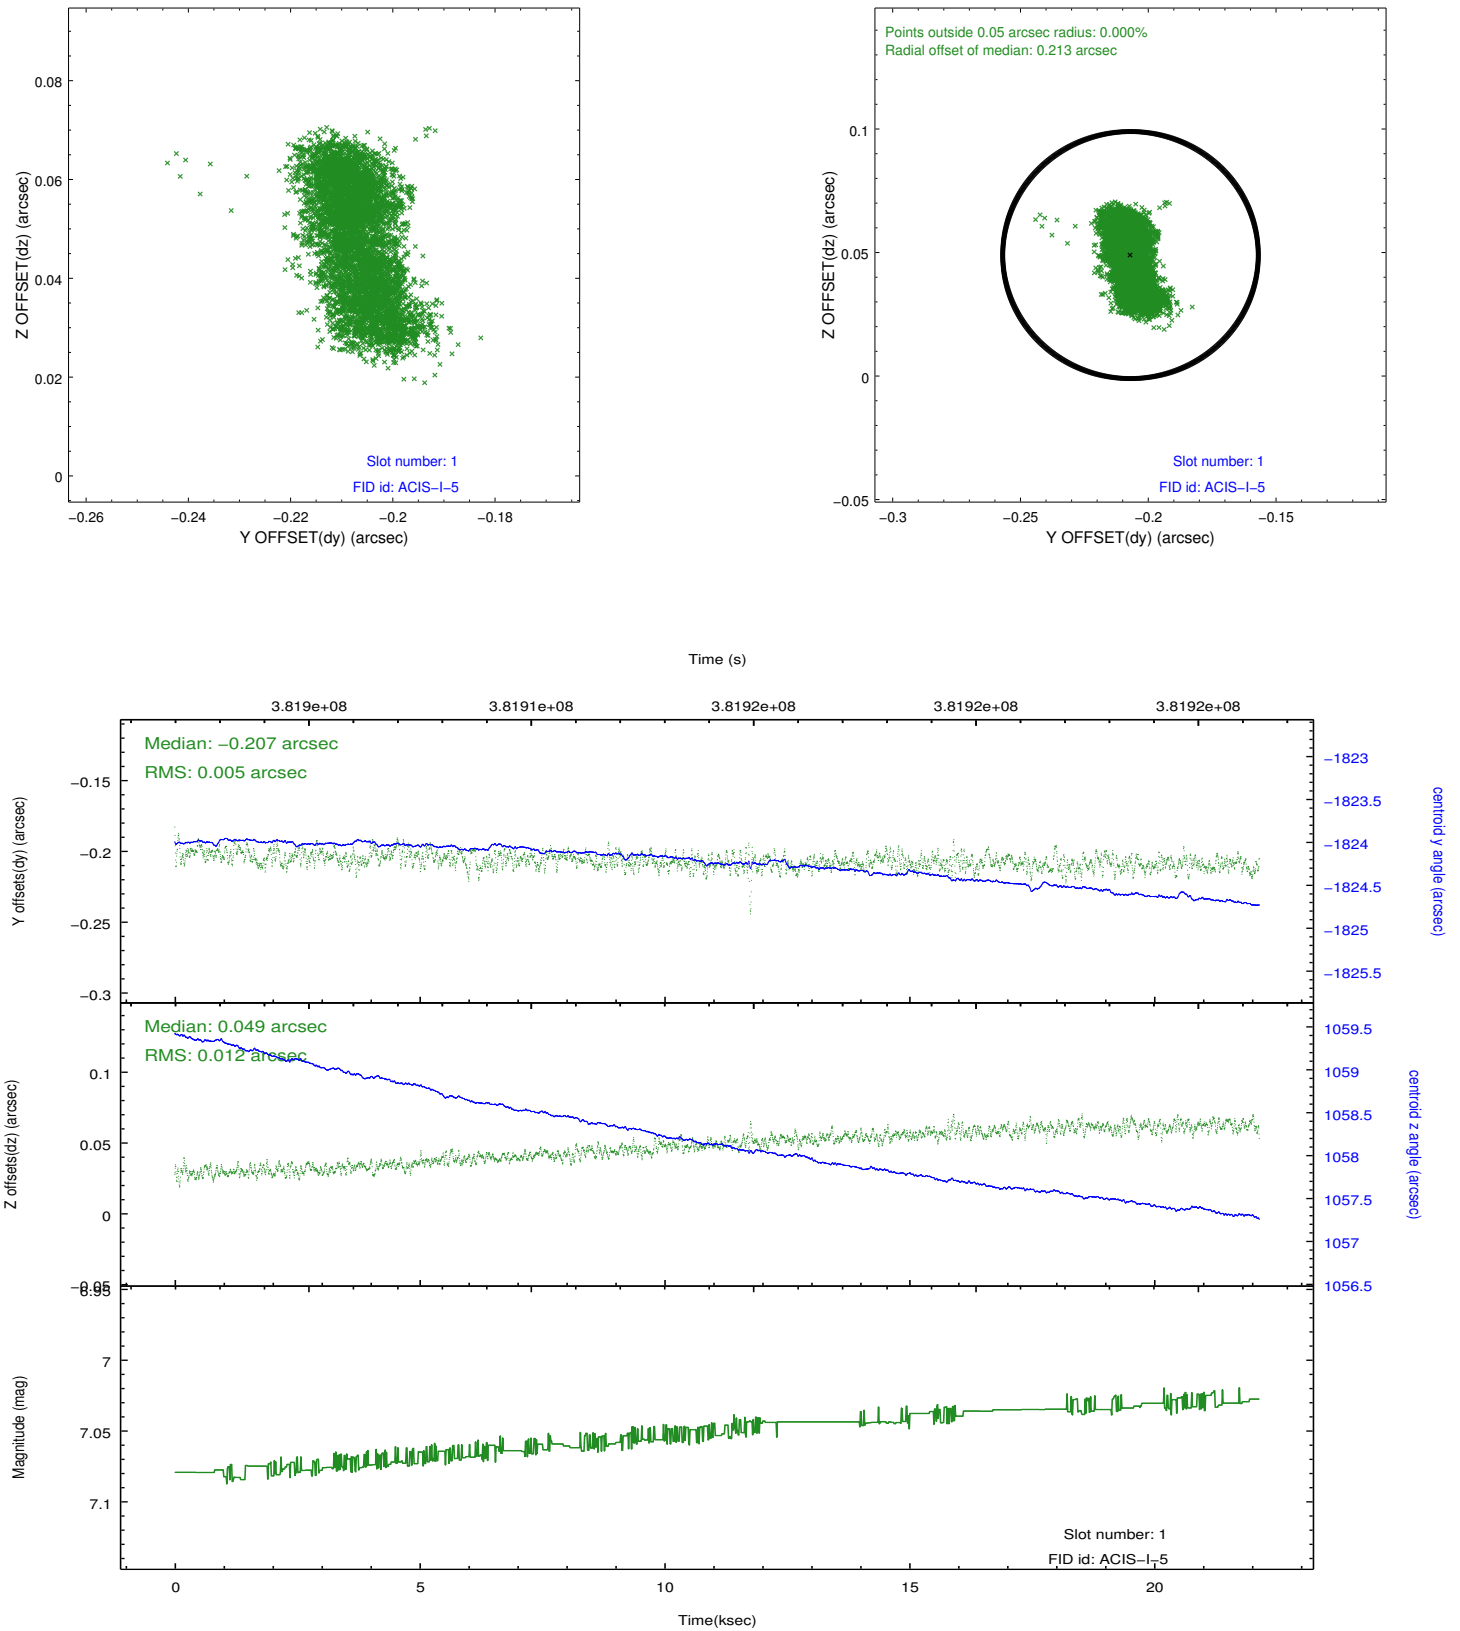 0.08
0.06
0.04
0.02
0
Z OFFSET(dz) (arcsec)
Slot number: 1
FID id: ACIS−I−5
−0.26 −0.24 −0.22 −0.2 −0.18
Y OFFSET(dy) (arcsec)
Points outside 0.05 arcsec radius: 0.000%
Radial offset of median: 0.213 arcsec
0.1
0.05
0
−0.05
Z OFFSET(dz) (arcsec)
Slot number: 1
FID id: ACIS−I−5
−0.3 −0.25 −0.2 −0.15
Y OFFSET(dy) (arcsec)
Time (s)
3.819e+08 3.8191e+08 3.8192e+08 3.8192e+08 3.8192e+08
Median: −0.207 arcsec
RMS: 0.005 arcsec
−0.15
−0.2
−0.25
−0.3
Y offsets(dy) (arcsec)
−1823
−1823.5
−1824
−1824.5
−1825
−1825.5
centroid y angle (arcsec)
Median: 0.049 arcsec
RMS: 0.012 arcsec
0.1
0.05
0
−0.05
Z offsets(dz) (arcsec)
1059.5
1059
1058.5
1058
1057.5
1057
1056.5
centroid z angle (arcsec)
6.95
7
7.05
7.1
Magnitude (mag)
Slot number: 1
FID id: ACIS−I−5
0 5 10 15 20
Time(ksec)